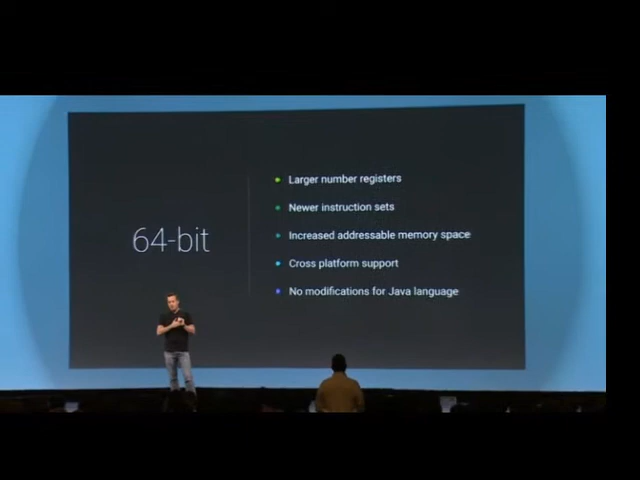 64-bit
Larger number registers
Newer instruction sets
Increased addressable memory space
Cross platform support
No modifications for Java language